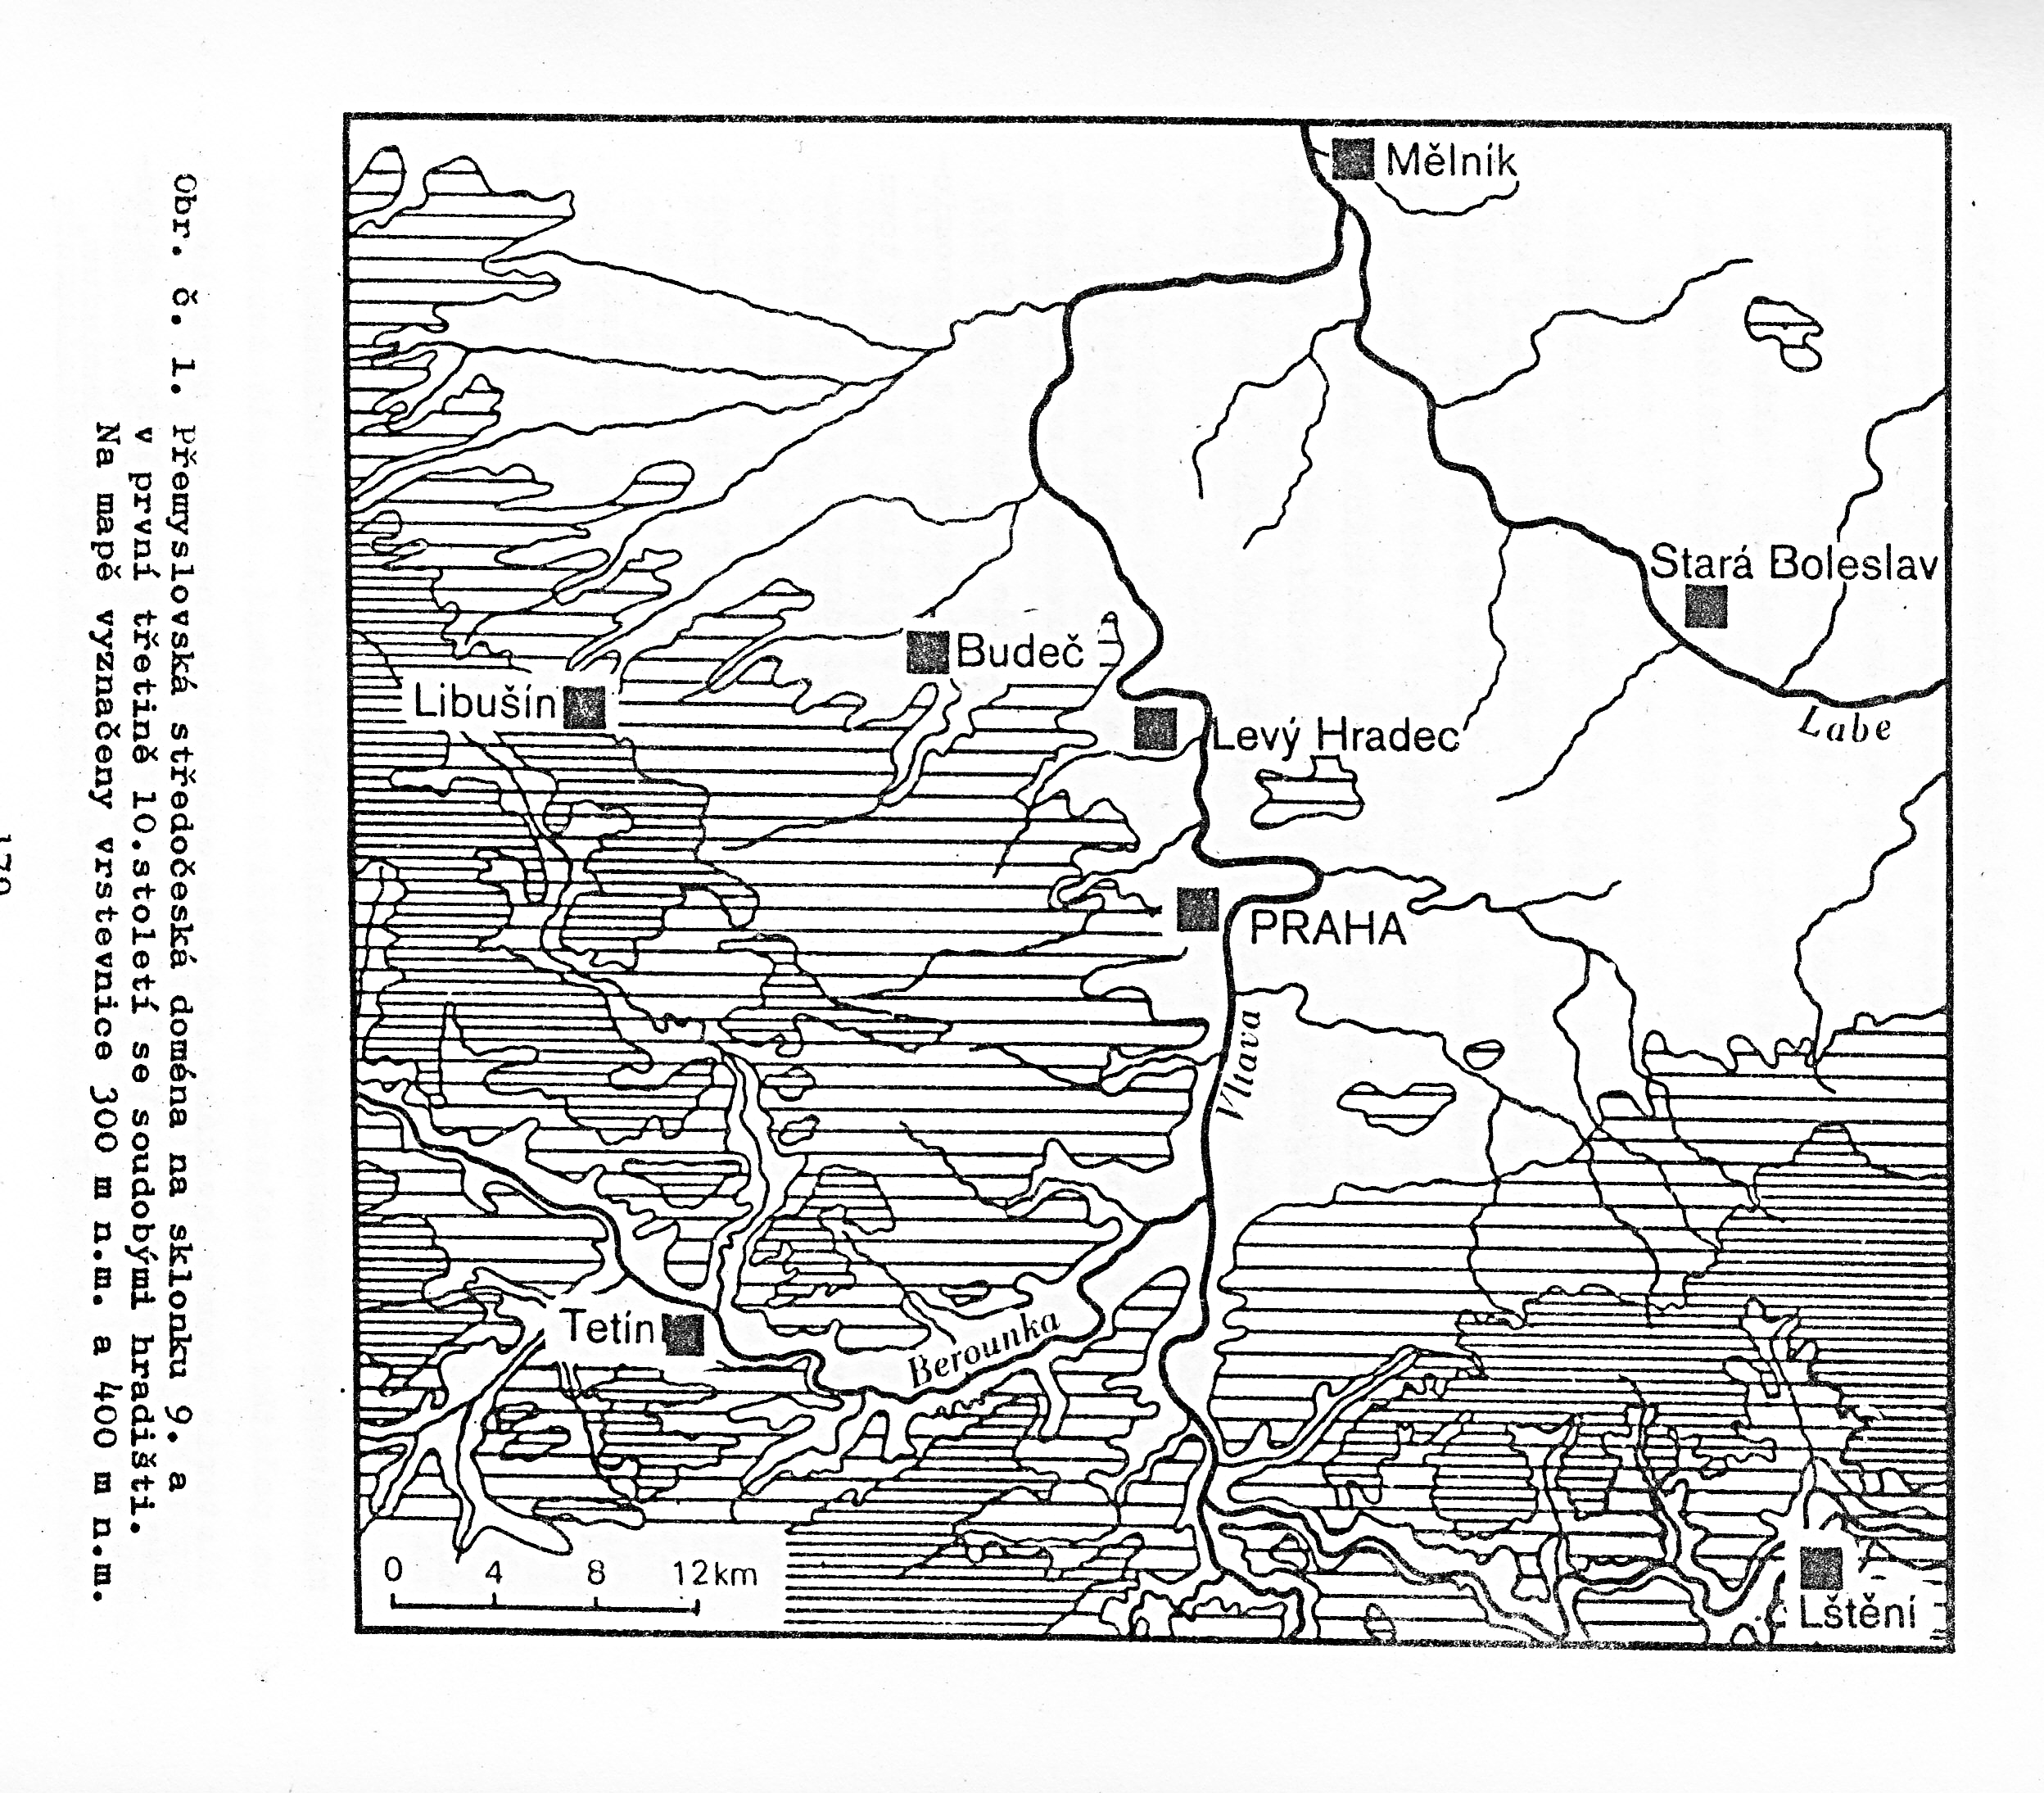 Mělník
Stará Boleslav
Budeč
Libušín
Levý Hradec
Labe
PRAHA
Vltava
Tetín
Berounka
0 4 8 12km
Lštění
Obr. č. 1. Přemyslovská středočeská doména na sklonku 9. a
v první třetině 10.století se soudobými hradišti.
Na mapě vyznačeny vrstevnice 300 m n.m. a 400 m n.m.